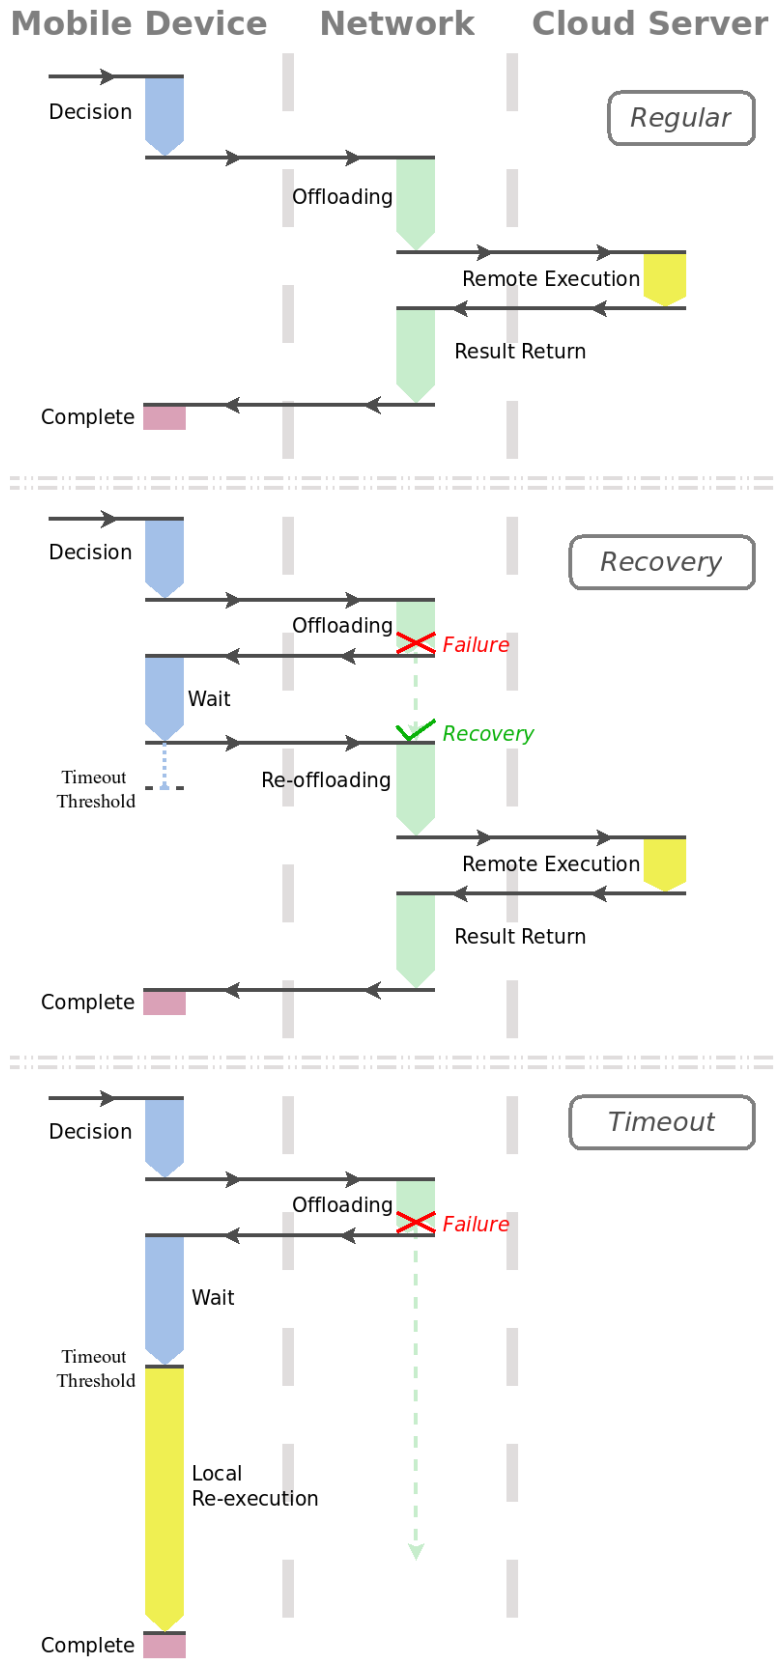 Mobile Device Network Cloud Server
Regular
Decision
Offloading
Remote Execution
Result Return
Complete
Recovery
Decision
Offloading
Failure
Wait
Recovery
Timeout
Threshold
Re-offloading
Remote Execution
Result Return
Complete
Timeout
Decision
Offloading
Failure
Wait
Timeout
Threshold
Local
Re-execution
Complete